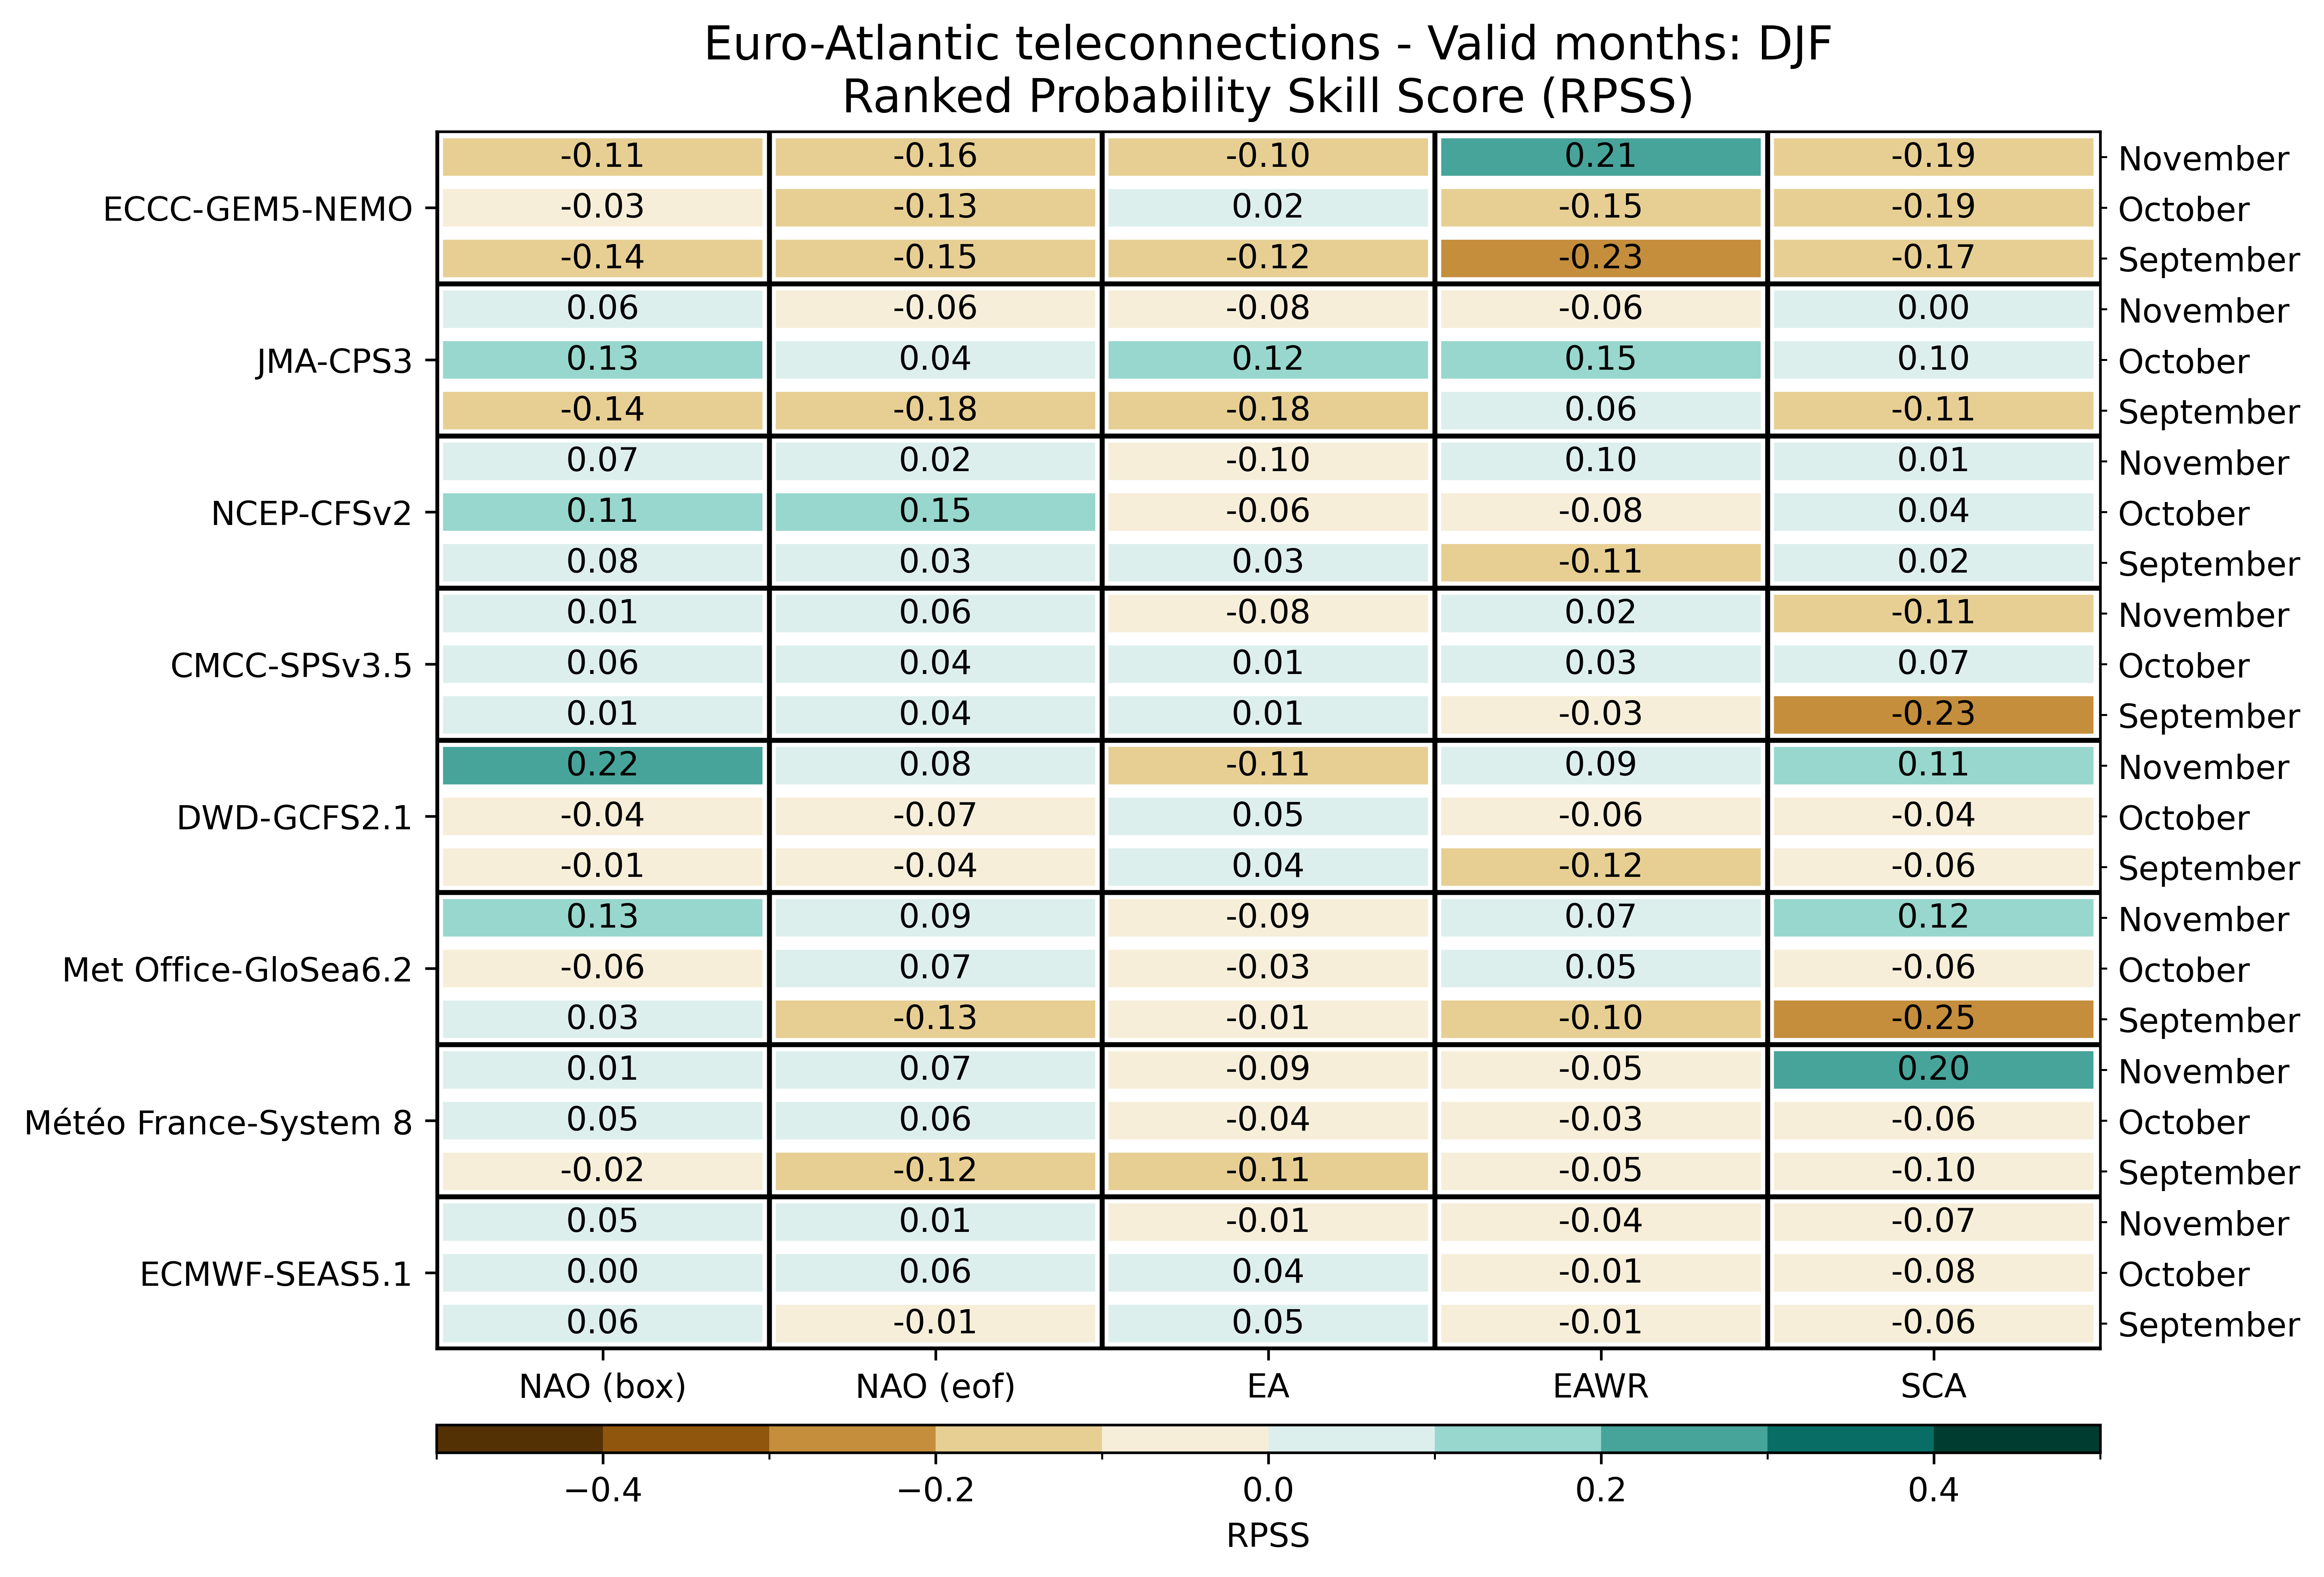 Euro-Atlantic teleconnections - Valid months: DJF
Ranked Probability Skill Score (RPSS)
-0.11 -0.16 -0.10 0.21 -0.19 November
ECCC-GEM5-NEMO -0.03 -0.13 0.02 -0.15 -0.19 October
-0.14 -0.15 -0.12 -0.23 -0.17 September
0.06 -0.06 -0.08 -0.06 0.00 November
JMA-CPS3 0.13 0.04 0.12 0.15 0.10 October
-0.14 -0.18 -0.18 0.06 -0.11 September
0.07 0.02 -0.10 0.10 0.01 November
NCEP-CFSv2 0.11 0.15 -0.06 -0.08 0.04 October
0.08 0.03 0.03 -0.11 0.02 September
0.01 0.06 -0.08 0.02 -0.11 November
CMCC-SPSv3.5 0.06 0.04 0.01 0.03 0.07 October
0.01 0.04 0.01 -0.03 -0.23 September
0.22 0.08 -0.11 0.09 0.11 November
DWD-GCFS2.1 -0.04 -0.07 0.05 -0.06 -0.04 October
-0.01 -0.04 0.04 -0.12 -0.06 September
0.13 0.09 -0.09 0.07 0.12 November
Met Office-GloSea6.2 -0.06 0.07 -0.03 0.05 -0.06 October
0.03 -0.13 -0.01 -0.10 -0.25 September
0.01 0.07 -0.09 -0.05 0.20 November
Météo France-System 8 0.05 0.06 -0.04 -0.03 -0.06 October
-0.02 -0.12 -0.11 -0.05 -0.10 September
0.05 0.01 -0.01 -0.04 -0.07 November
ECMWF-SEAS5.1 0.00 0.06 0.04 -0.01 -0.08 October
0.06 -0.01 0.05 -0.01 -0.06 September
NAO (box) NAO (eof) EA EAWR SCA
−0.4 −0.2 0.0 0.2 0.4
RPSS